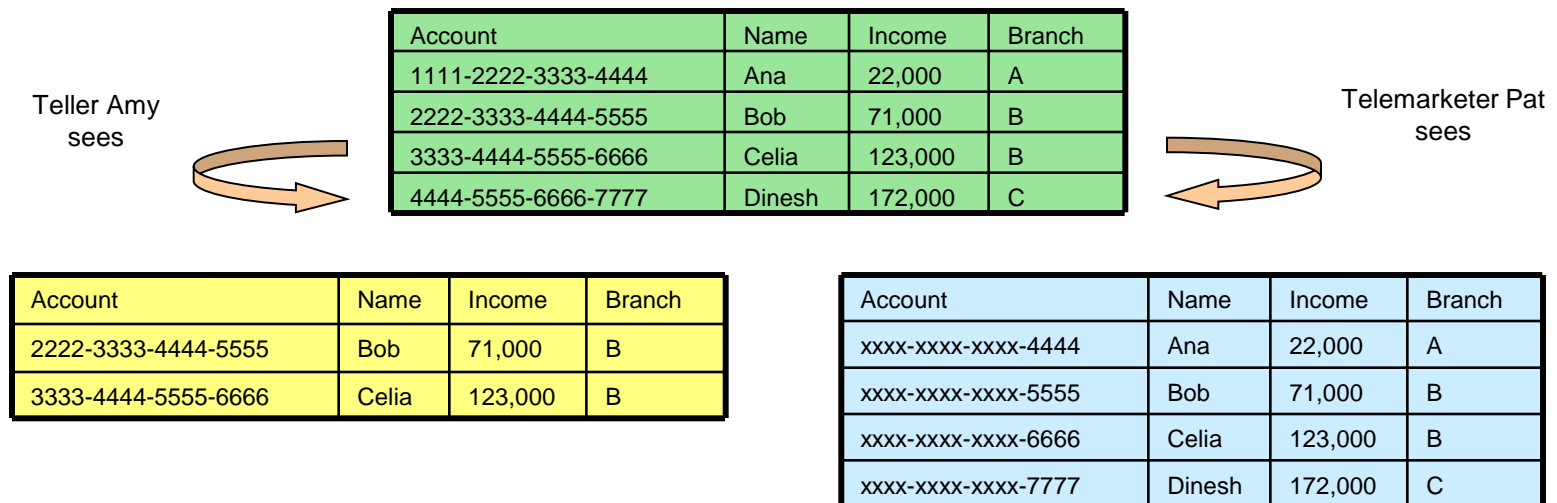 Account Name Income Branch
1111-2222-3333-4444 Ana 22,000 A
2222-3333-4444-5555 Bob 71,000 B
3333-4444-5555-6666 Celia 123,000 B
4444-5555-6666-7777 Dinesh 172,000 C
Teller Amy
sees
Telemarketer Pat
sees
Account Name Income Branch
2222-3333-4444-5555 Bob 71,000 B
3333-4444-5555-6666 Celia 123,000 B
Account Name Income Branch
xxxx-xxxx-xxxx-4444 Ana 22,000 A
xxxx-xxxx-xxxx-5555 Bob 71,000 B
xxxx-xxxx-xxxx-6666 Celia 123,000 B
xxxx-xxxx-xxxx-7777 Dinesh 172,000 C